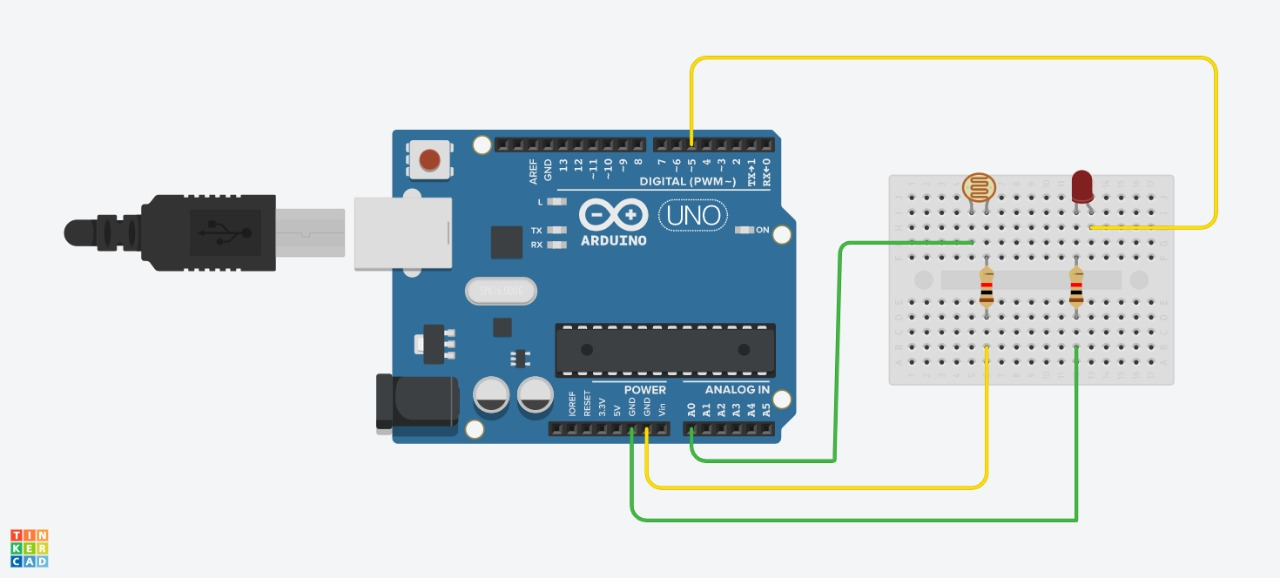 AREF
GND
13
12
~11
~10
~9
8
7
~6
~5
4
~3
2
TX→1
RX←0
DIGITAL (PWM~)
L
TX
RX
ARDUINO
UNO
ON
POWER
ANALOG IN
IOREF
RESET
3.3V
5V
GND
GND
Vin
A0
A1
A2
A3
A4
A5
TIN
KER
CAD